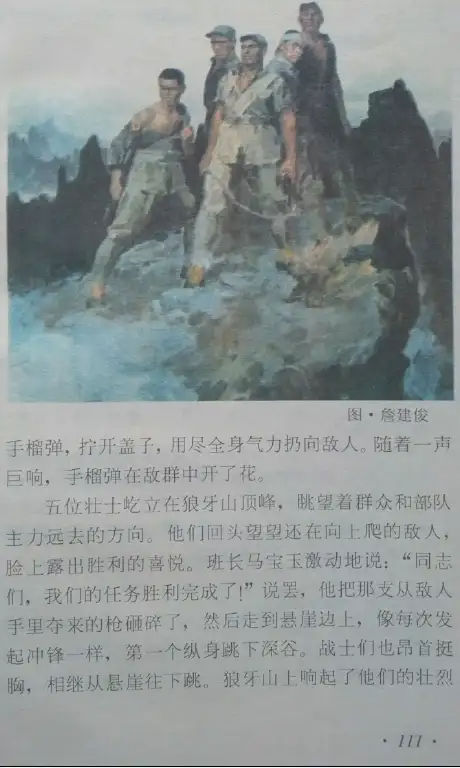 图·詹建俊
手榴弹，拧开盖子，用尽全身气力扔向敌人。随着一声
巨响，手榴弹在敌群中开了花。
五位壮士屹立在狼牙山顶峰，眺望着群众和部队
主力远去的方向。他们回头望望还在向上爬的敌人，
脸上露出胜利的喜悦。班长马宝玉激动地说：“同志
们，我们的任务胜利完成了！”说罢，他把那支从敌人
手里夺来的枪砸碎了，然后走到悬崖边上，像每次发
起冲锋一样，第一个纵身跳下深谷。战士们也昂首挺
胸，相继从悬崖往下跳。狼牙山上响起了他们的壮烈
·111·